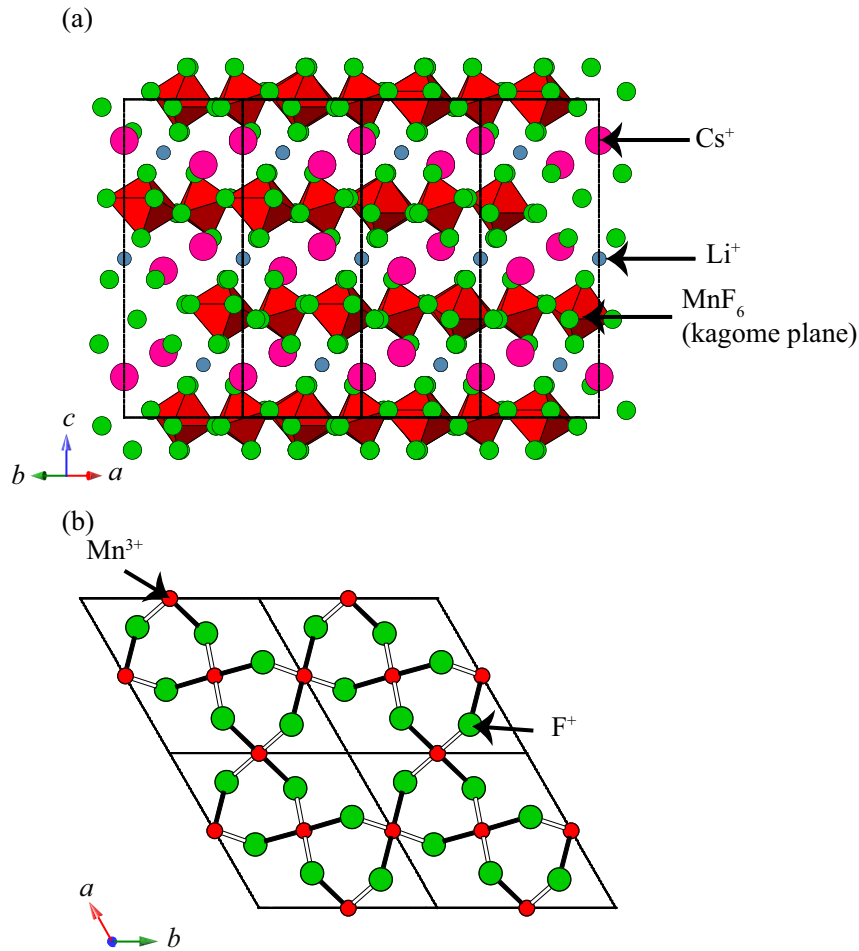 (a)
Cs⁺
Li⁺
MnF₆
(kagome plane)
c
b
a
(b)
Mn³⁺
F⁺
a
b